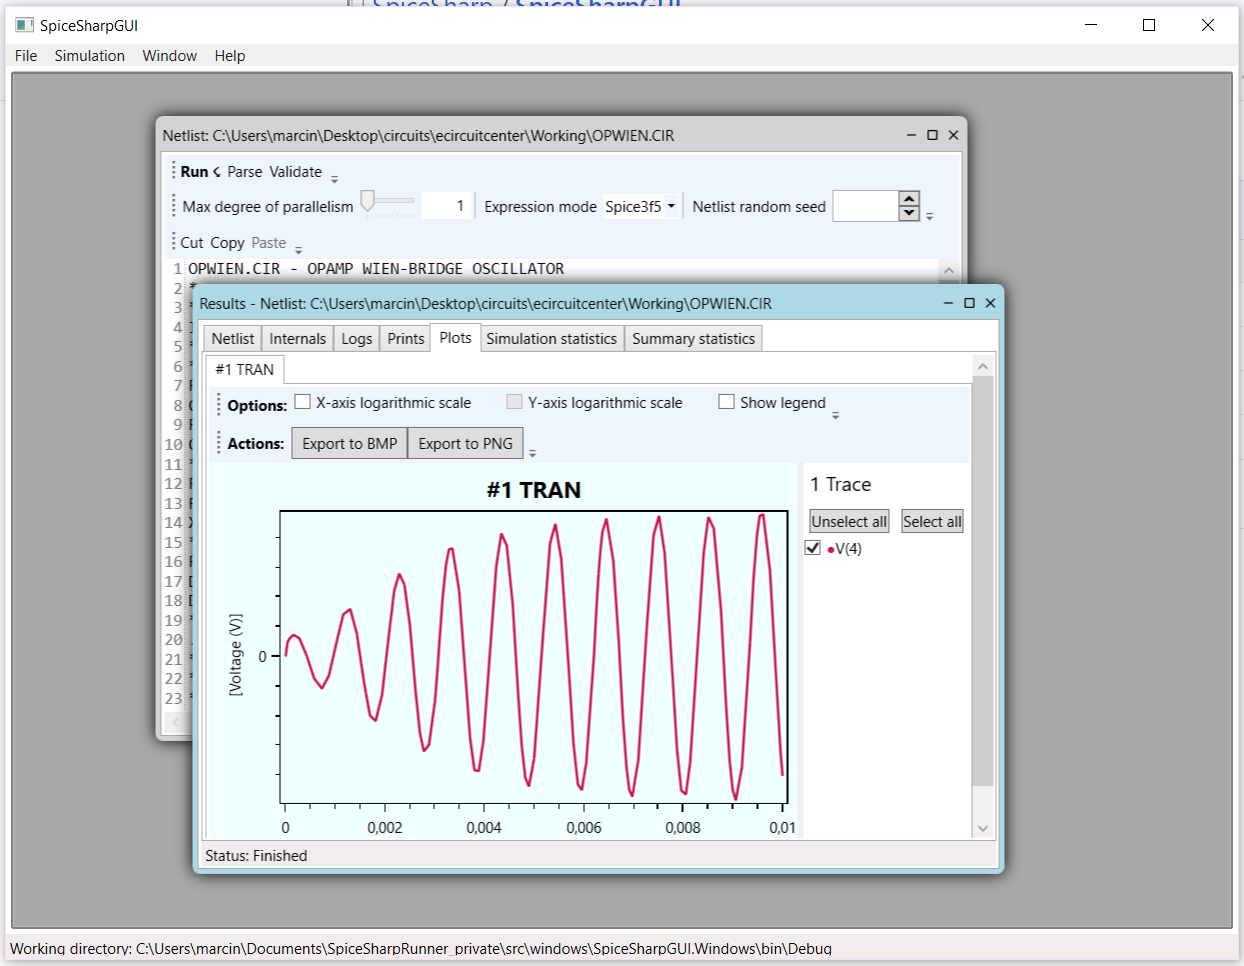 SpiceSharp / SpiceSharpGUI
SpiceSharpGUI
File Simulation Window Help
Netlist: C:\Users\marcin\Desktop\circuits\ecircuitcenter\Working\OPWIEN.CIR
Run Parse Validate
Max degree of parallelism 1 Expression mode Spice3f5 Netlist random seed
Cut Copy Paste
1 OPWIEN.CIR - OPAMP WIEN-BRIDGE OSCILLATOR
2 *
3
4
5 *
6 *
7
8
9
10
11 *
12
13
14
15 *
16
17
18
19 *
20 .
21 *
22 *
23 *
Results - Netlist: C:\Users\marcin\Desktop\circuits\ecircuitcenter\Working\OPWIEN.CIR
Netlist Internals Logs Prints Plots Simulation statistics Summary statistics
#1 TRAN
Options: X-axis logarithmic scale Y-axis logarithmic scale Show legend
Actions: Export to BMP Export to PNG
#1 TRAN
[Voltage (V)]
0
0 0,002 0,004 0,006 0,008 0,01
1 Trace
Unselect all Select all
V(4)
Status: Finished
Working directory: C:\Users\marcin\Documents\SpiceSharpRunner_private\src\windows\SpiceSharpGUI.Windows\bin\Debug